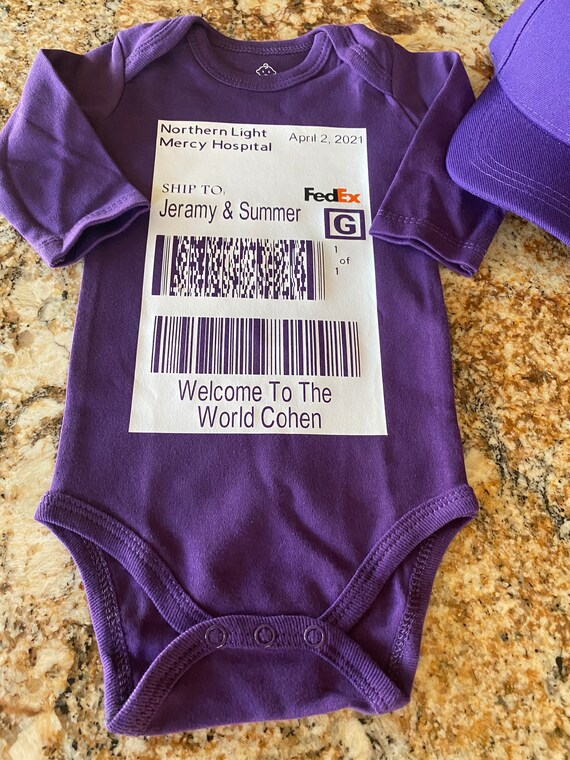 Northern Light
Mercy Hospital
April 2, 2021
SHIP TO:
FedEx
Jeramy & Summer
G
1
of
1
Welcome To The
World Cohen